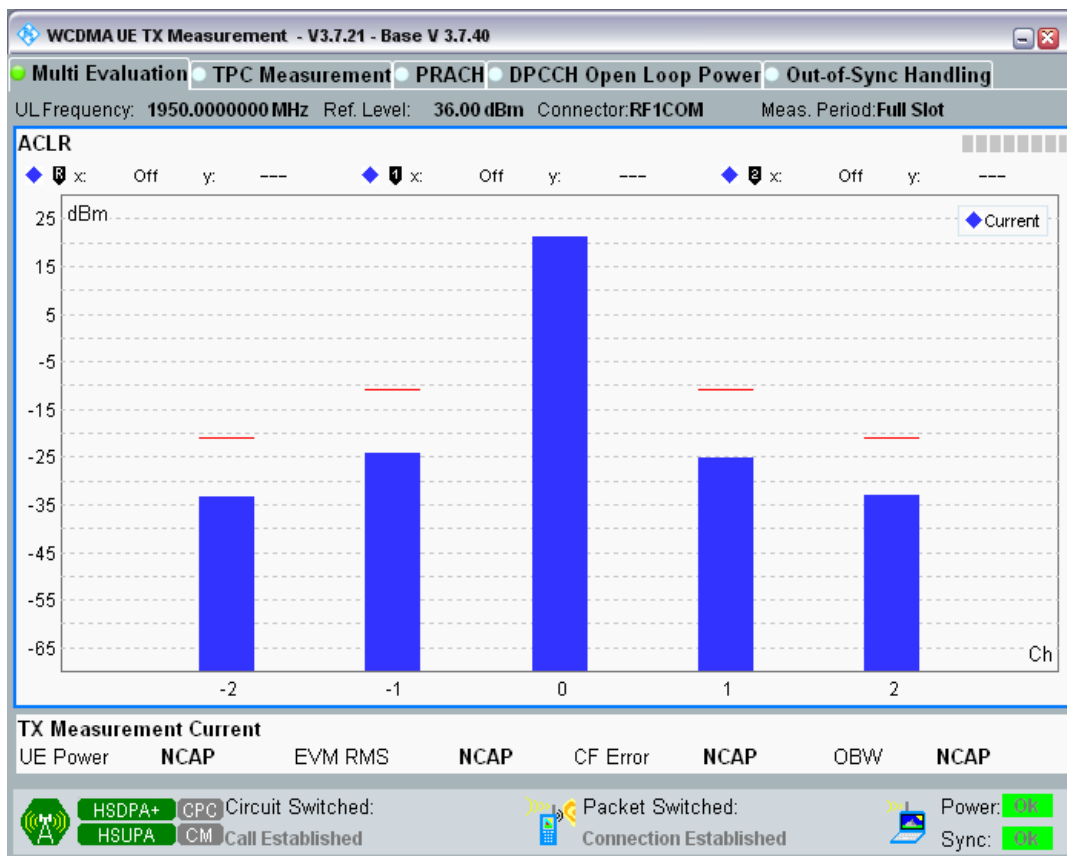 WCDMA UE TX Measurement - V3.7.21 - Base V 3.7.40
Multi Evaluation TPC Measurement PRACH DPCCH Open Loop Power Out-of-Sync Handling
UL Frequency: 1950.0000000 MHz Ref. Level: 36.00 dBm Connector:RF1COM Meas. Period:Full Slot
ACLR
R x: Off y: --- 1 x: Off y: --- 2 x: Off y: ---
dBm
Current
25
15
5
-5
-15
-25
-35
-45
-55
-65
Ch
-2 -1 0 1 2
TX Measurement Current
UE Power NCAP EVM RMS NCAP CF Error NCAP OBW NCAP
HSDPA+ CPC Circuit Switched: Packet Switched: Power: Ok
HSUPA CM Call Established Connection Established Sync: Ok